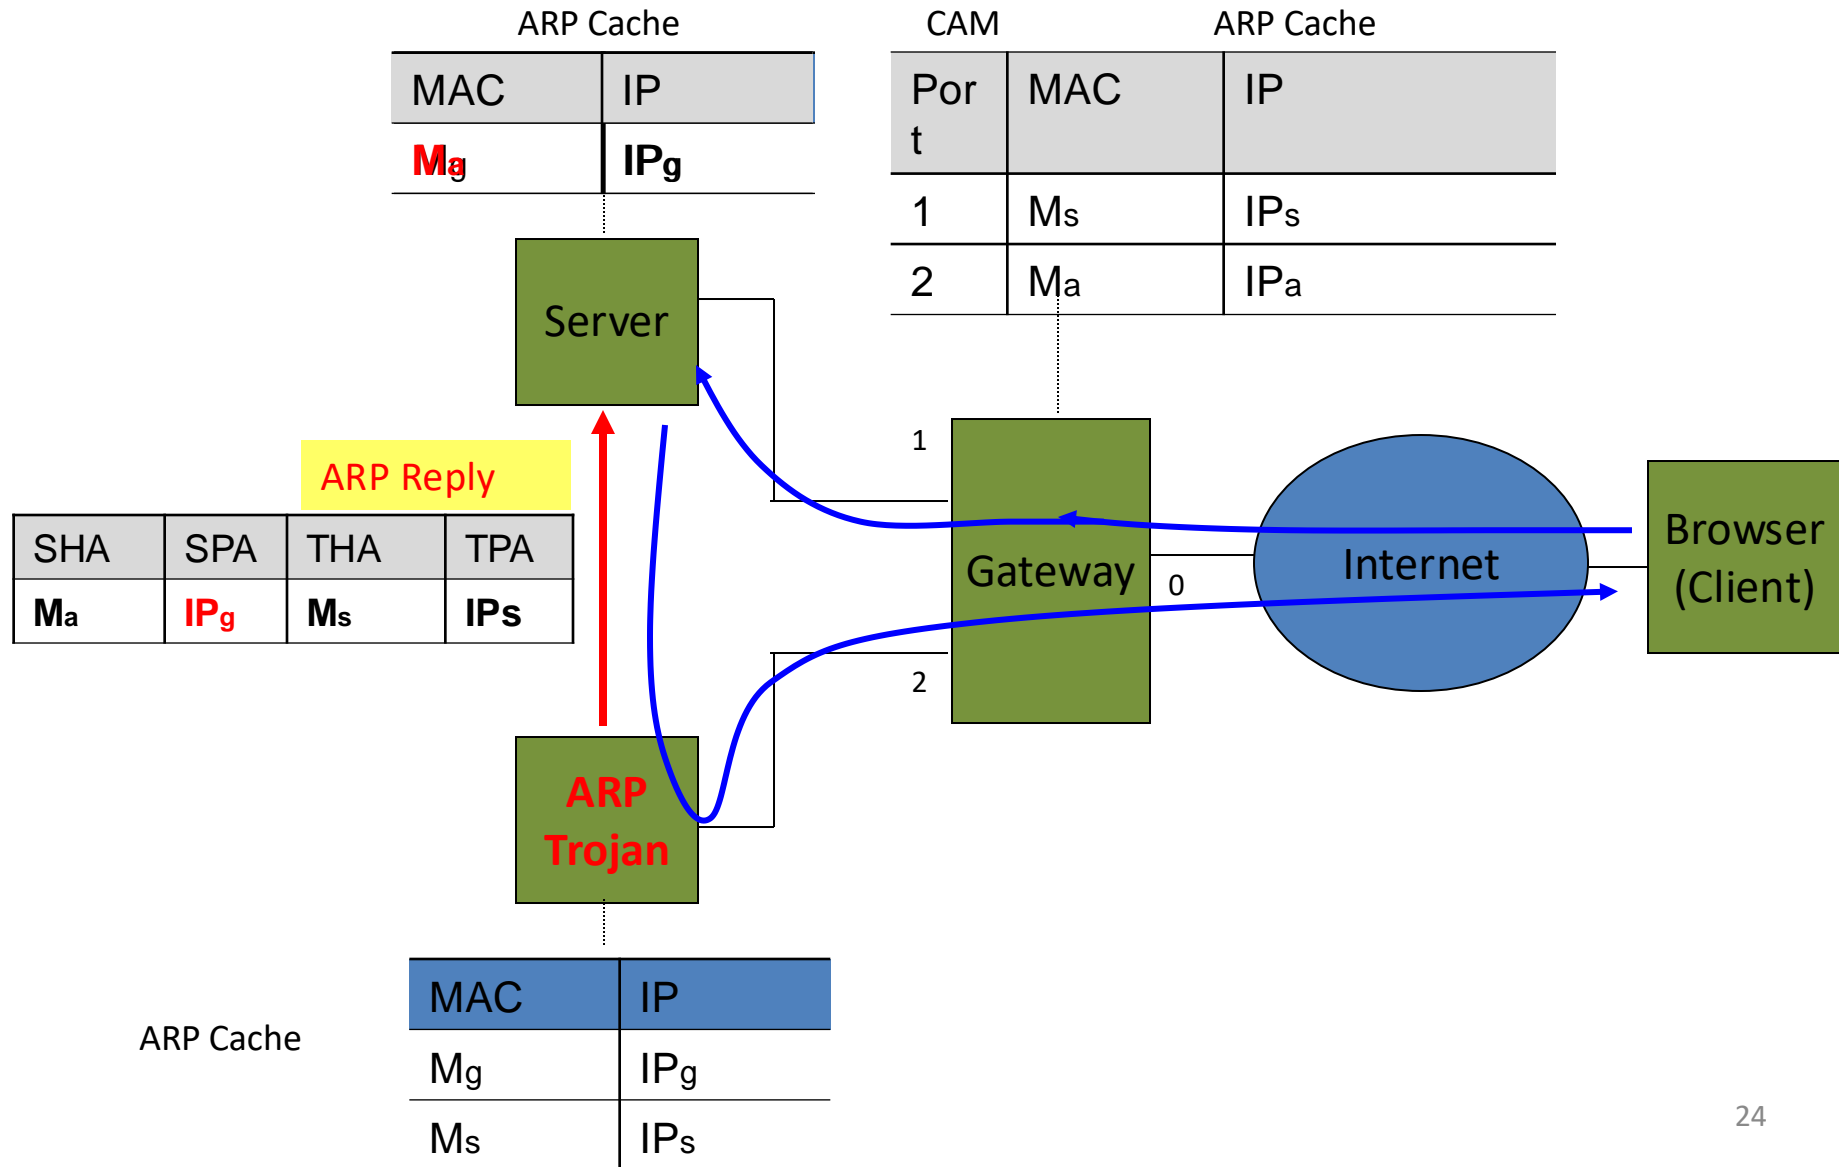 ARP Cache
MAC IP
Ma Mg IPg
CAM ARP Cache
Por
t MAC IP
1 Ms IPs
2 Ma IPa
Server
ARP Reply
SHA SPA THA TPA
Ma IPg Ms IPs
1
Gateway
0
2
Internet
Browser
(Client)
ARP
Trojan
ARP Cache
MAC IP
Mg IPg
Ms IPs
24